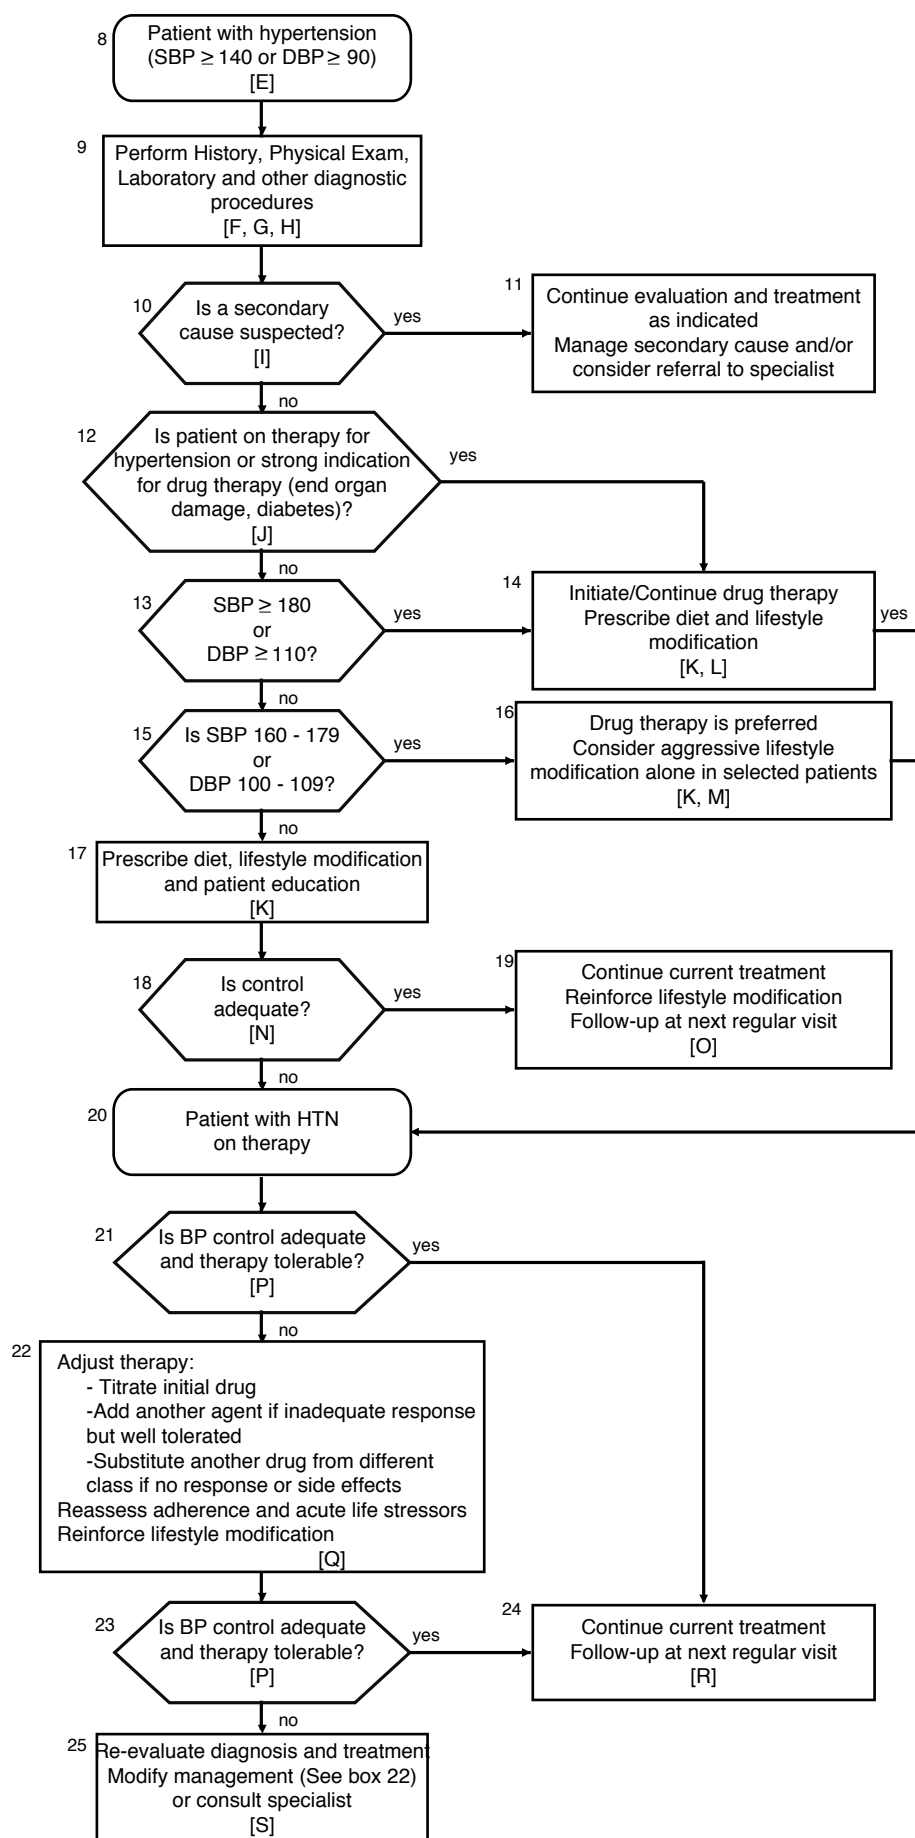 8
Patient with hypertension
(SBP ≥ 140 or DBP ≥ 90)
[E]
9
Perform History, Physical Exam,
Laboratory and other diagnostic
procedures
[F, G, H]
10
Is a secondary
cause suspected?
[I]
yes
11
Continue evaluation and treatment
as indicated
Manage secondary cause and/or
consider referral to specialist
no
12
Is patient on therapy for
hypertension or strong indication
for drug therapy (end organ
damage, diabetes)?
[J]
yes
no
13
SBP ≥ 180
or
DBP ≥ 110?
yes
14
Initiate/Continue drug therapy
Prescribe diet and lifestyle
modification
[K, L]
yes
no
15
Is SBP 160 - 179
or
DBP 100 - 109?
yes
16
Drug therapy is preferred
Consider aggressive lifestyle
modification alone in selected patients
[K, M]
no
17
Prescribe diet, lifestyle modification
and patient education
[K]
18
Is control
adequate?
[N]
yes
19
Continue current treatment
Reinforce lifestyle modification
Follow-up at next regular visit
[O]
no
20
Patient with HTN
on therapy
21
Is BP control adequate
and therapy tolerable?
[P]
yes
no
22
Adjust therapy:
- Titrate initial drug
-Add another agent if inadequate response
but well tolerated
-Substitute another drug from different
class if no response or side effects
Reassess adherence and acute life stressors
Reinforce lifestyle modification
[Q]
23
Is BP control adequate
and therapy tolerable?
[P]
yes
24
Continue current treatment
Follow-up at next regular visit
[R]
no
25
Re-evaluate diagnosis and treatment
Modify management (See box 22)
or consult specialist
[S]